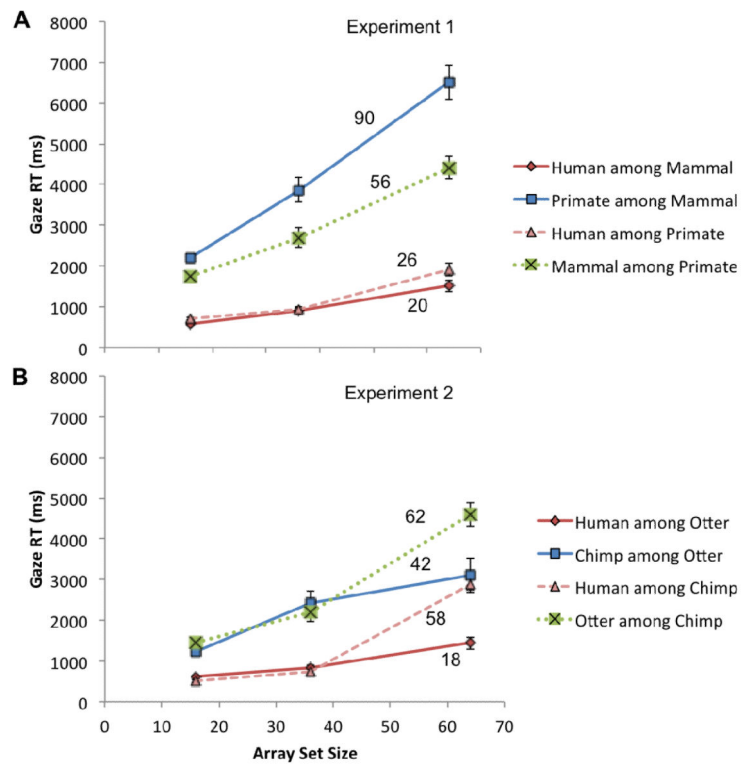 A
Experiment 1
8000
7000
6000
5000
4000
3000
2000
1000
0
Gaze RT (ms)
90
56
26
20
Human among Mammal
Primate among Mammal
Human among Primate
Mammal among Primate
B
Experiment 2
8000
7000
6000
5000
4000
3000
2000
1000
0
Gaze RT (ms)
62
42
58
18
Human among Otter
Chimp among Otter
Human among Chimp
Otter among Chimp
0 10 20 30 40 50 60 70
Array Set Size